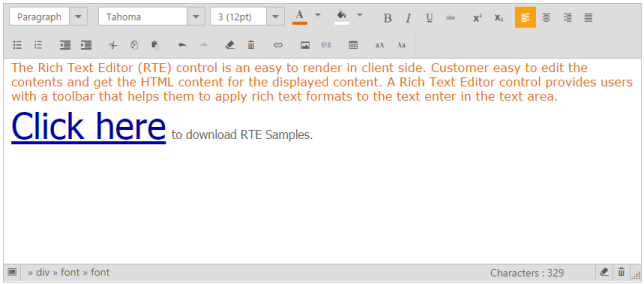 Paragraph Tahoma 3 (12pt) A B I U abc X² X₂
aA Aa
The Rich Text Editor (RTE) control is an easy to render in client side. Customer easy to edit the
contents and get the HTML content for the displayed content. A Rich Text Editor control provides users
with a toolbar that helps them to apply rich text formats to the text enter in the text area.
Click here to download RTE Samples.
» div » font » font Characters : 329